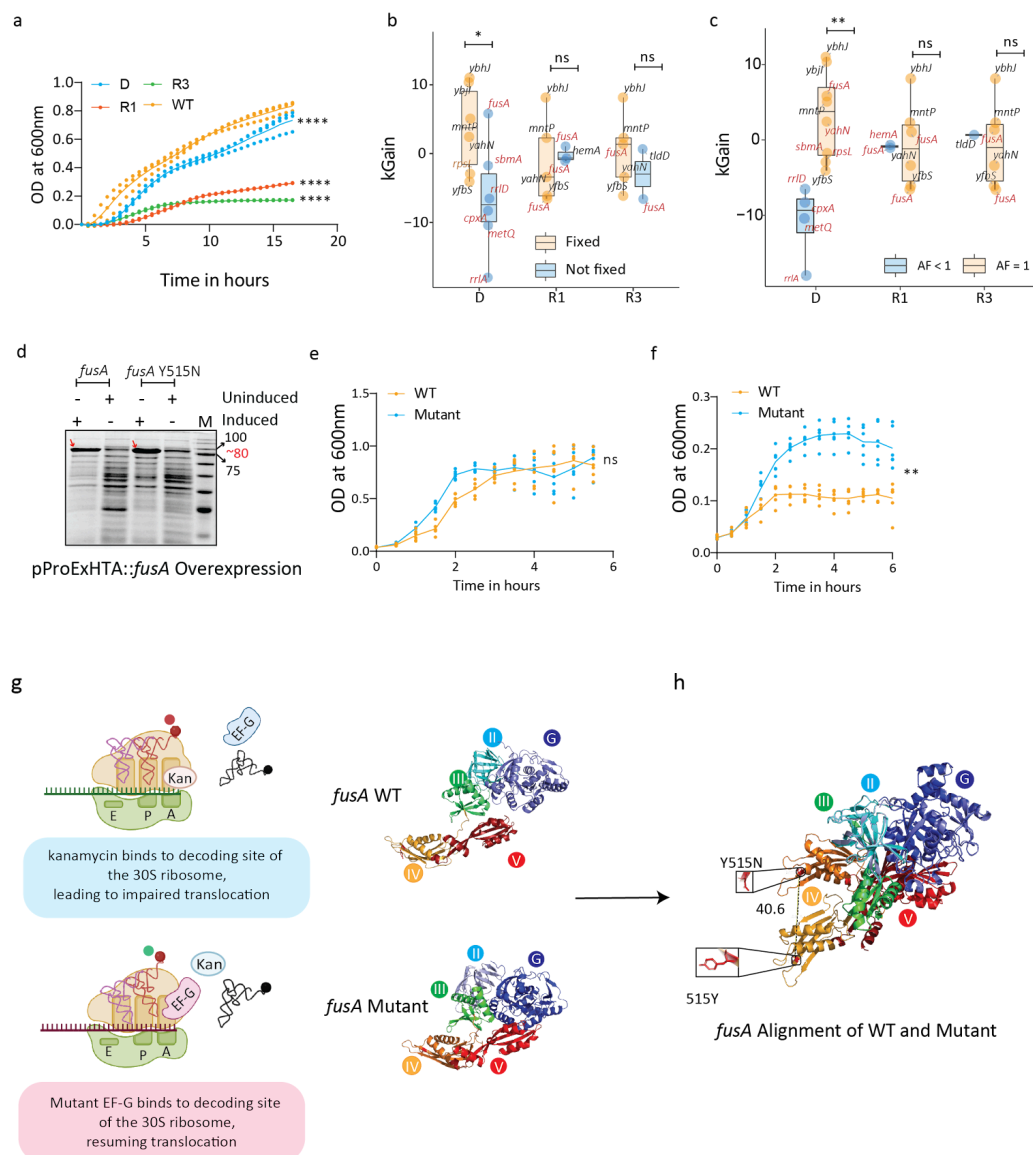 a
D
R3
R1
WT
1.0
0.8
0.6
0.4
0.2
0.0
OD at 600nm
****
****
****
5
10
15
20
Time in hours
b
*
ns
ns
kGain
10
0
−10
ybhJ
ybjI
mntP
yahN
rpsL
yfbS
fusA
sbmA
rrlD
cpxA
metQ
rrlA
ybhJ
mntP
fusA
hemA
fusA
yahN
yfbS
fusA
ybhJ
mntP
fusA
tldD
yahN
yfbS
fusA
Fixed
Not fixed
D
R1
R3
c
**
ns
ns
kGain
10
0
−10
ybhJ
ybjI
fusA
mntP
yahN
sbmA
rpsL
yfbS
rrlD
cpxA
metQ
rrlA
ybhJ
mntP
hemA
fusA
fusA
yahN
yfbS
fusA
ybhJ
mntP
fusA
tldD
yahN
yfbS
fusA
AF < 1
AF = 1
D
R1
R3
d
fusA
fusA Y515N
- + - + Uninduced
+ - + - M Induced
100
~80
75
pProExHTA::fusA Overexpression
e
WT
Mutant
1.5
1.0
0.5
0.0
OD at 600nm
ns
0
2
4
6
Time in hours
f
WT
Mutant
0.3
0.2
0.1
0.0
OD at 600nm
**
0
2
4
6
Time in hours
g
EF-G
Kan
E
P
A
kanamycin binds to decoding site of
the 30S ribosome,
leading to impaired translocation
Kan
EF-G
E
P
A
Mutant EF-G binds to decoding site
of the 30S ribosome,
resuming translocation
fusA WT
II
G
III
IV
V
fusA Mutant
II
G
III
IV
V
h
II
G
III
Y515N
IV
40.6
V
515Y
fusA Alignment of WT and Mutant